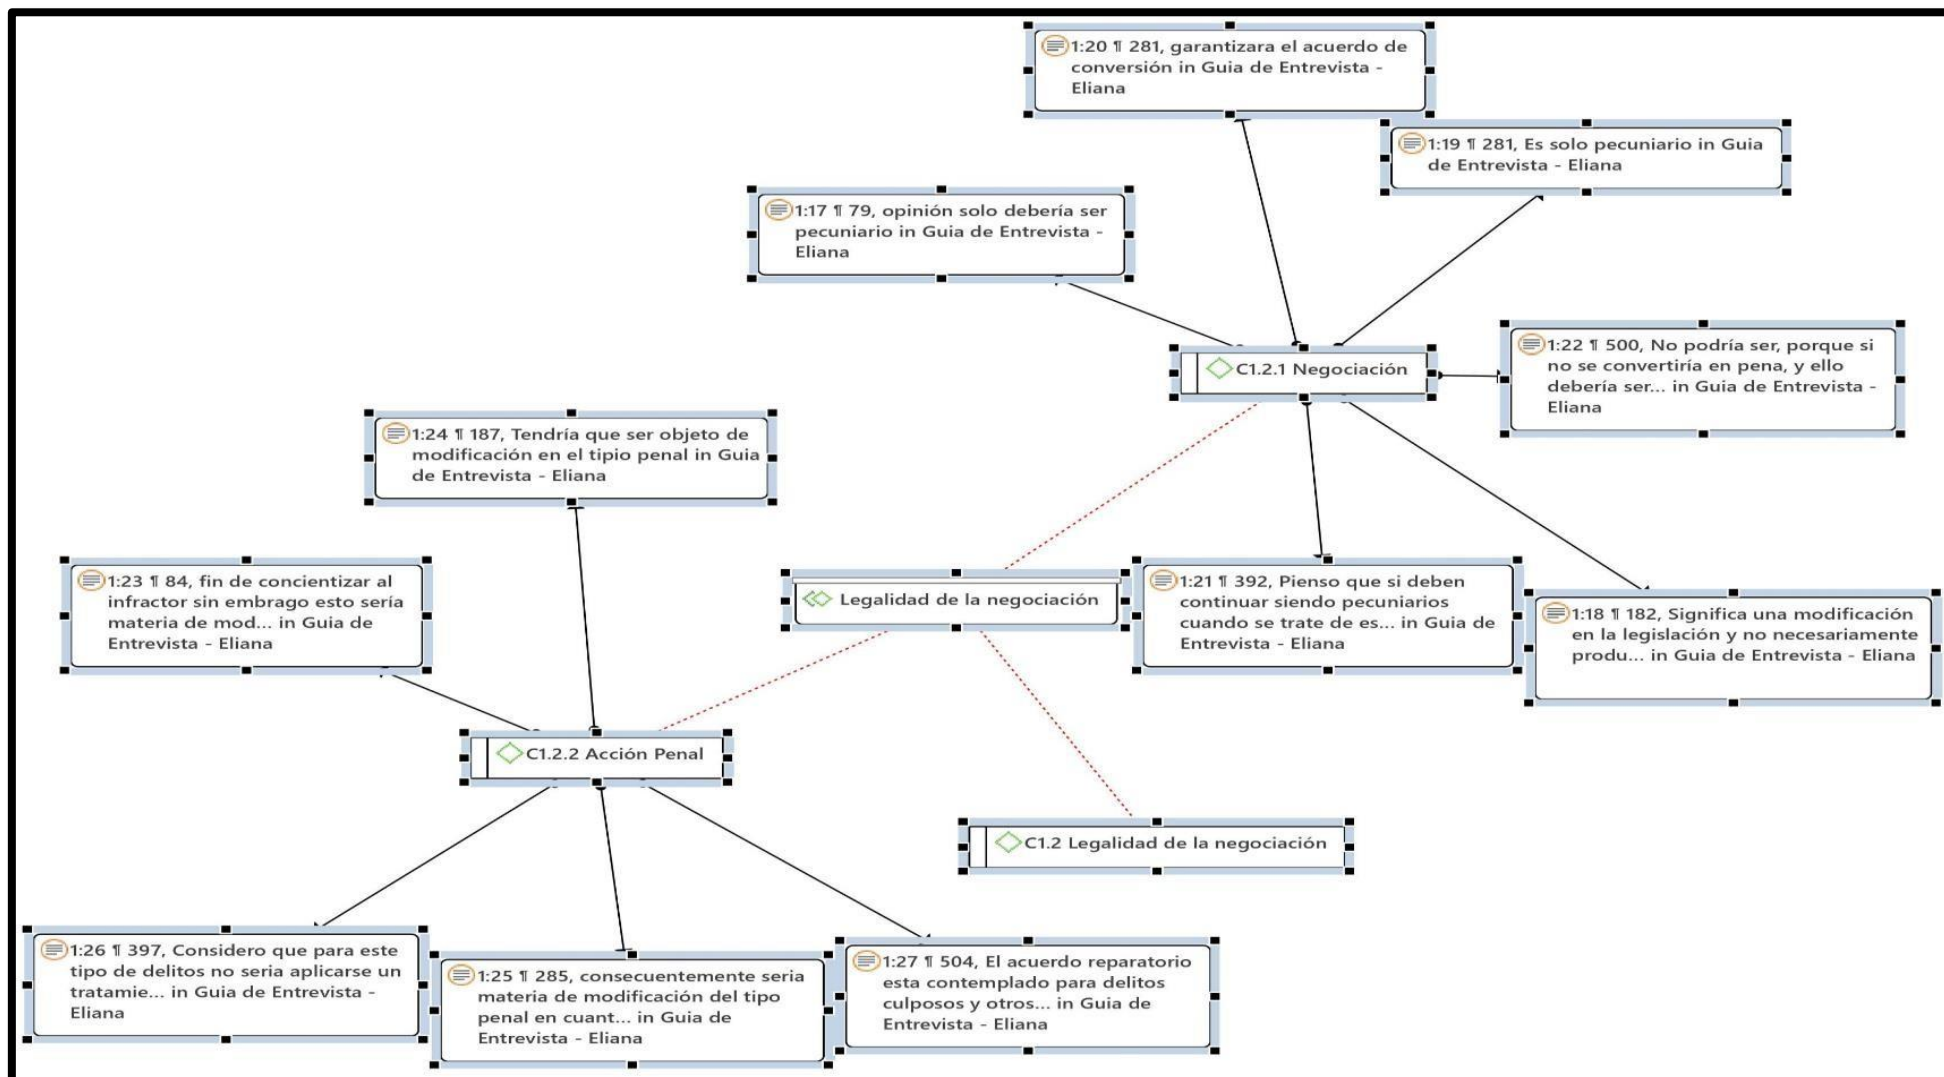 1:20 ¶ 281, garantizara el acuerdo de
conversión in Guia de Entrevista -
Eliana
1:19 ¶ 281, Es solo pecuniario in Guia
de Entrevista - Eliana
1:17 ¶ 79, opinión solo debería ser
pecuniario in Guia de Entrevista -
Eliana
1:22 ¶ 500, No podría ser, porque si
no se convertiría en pena, y ello
debería ser... in Guia de Entrevista -
Eliana
C1.2.1 Negociación
1:24 ¶ 187, Tendría que ser objeto de
modificación en el tipio penal in Guia
de Entrevista - Eliana
1:23 ¶ 84, fin de concientizar al
infractor sin embrago esto sería
materia de mod... in Guia de
Entrevista - Eliana
Legalidad de la negociación
1:21 ¶ 392, Pienso que si deben
continuar siendo pecuniarios
cuando se trate de es... in Guia de
Entrevista - Eliana
1:18 ¶ 182, Significa una modificación
en la legislación y no necesariamente
produ... in Guia de Entrevista - Eliana
C1.2.2 Acción Penal
C1.2 Legalidad de la negociación
1:26 ¶ 397, Considero que para este
tipo de delitos no seria aplicarse un
tratamie... in Guia de Entrevista -
Eliana
1:25 ¶ 285, consecuentemente seria
materia de modificación del tipo
penal en cuant... in Guia de
Entrevista - Eliana
1:27 ¶ 504, El acuerdo reparatorio
esta contemplado para delitos
culposos y otros... in Guia de
Entrevista - Eliana